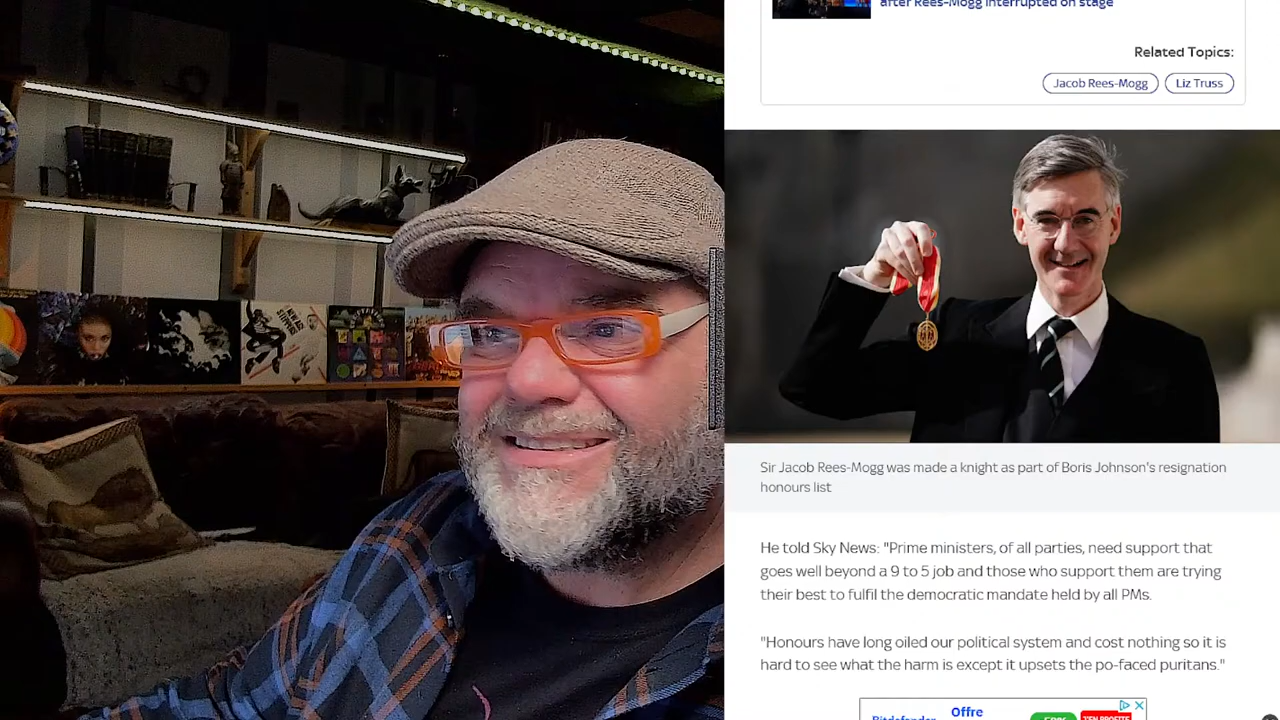 after Rees-Mogg interrupted on stage
Related Topics:
Jacob Rees-Mogg
Liz Truss
Sir Jacob Rees-Mogg was made a knight as part of Boris Johnson's resignation
honours list
He told Sky News: "Prime ministers, of all parties, need support that
goes well beyond a 9 to 5 job and those who support them are trying
their best to fulfil the democratic mandate held by all PMs.
"Honours have long oiled our political system and cost nothing so it is
hard to see what the harm is except it upsets the po-faced puritans."
Offre
Bitdefender